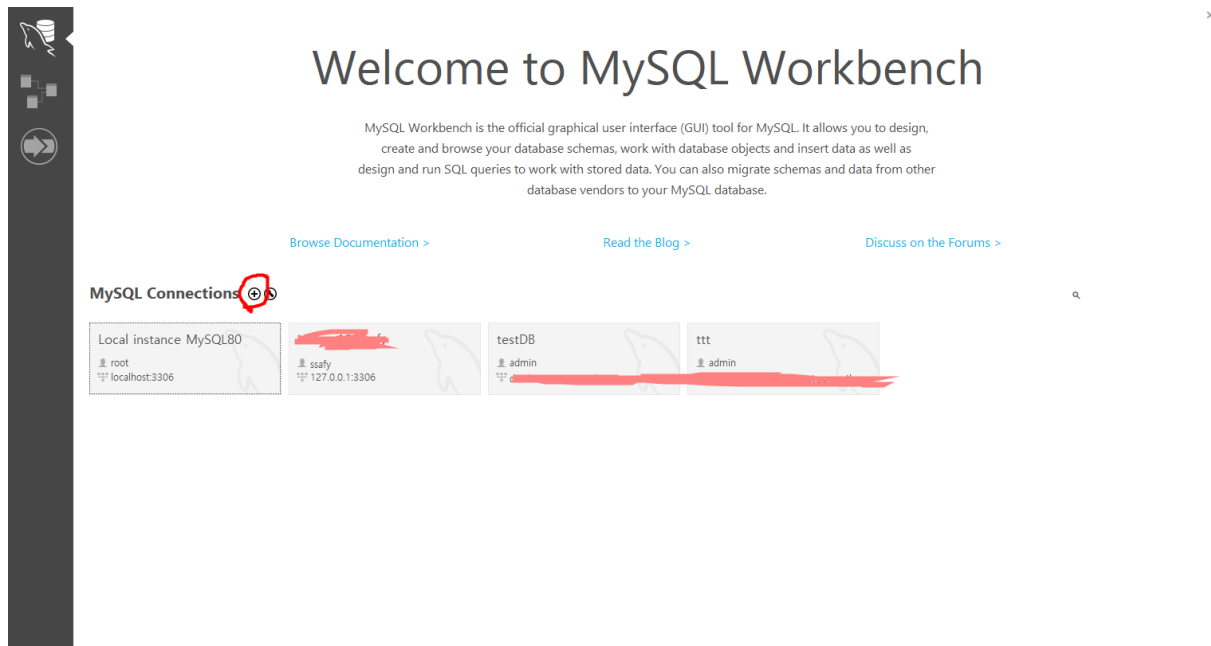 Welcome to MySQL Workbench
MySQL Workbench is the official graphical user interface (GUI) tool for MySQL. It allows you to design,
create and browse your database schemas, work with database objects and insert data as well as
design and run SQL queries to work with stored data. You can also migrate schemas and data from other
database vendors to your MySQL database.
Browse Documentation > Read the Blog > Discuss on the Forums >
MySQL Connections
Local instance MySQL80
root
localhost:3306
ssafy
127.0.0.1:3306
testDB
admin
ttt
admin